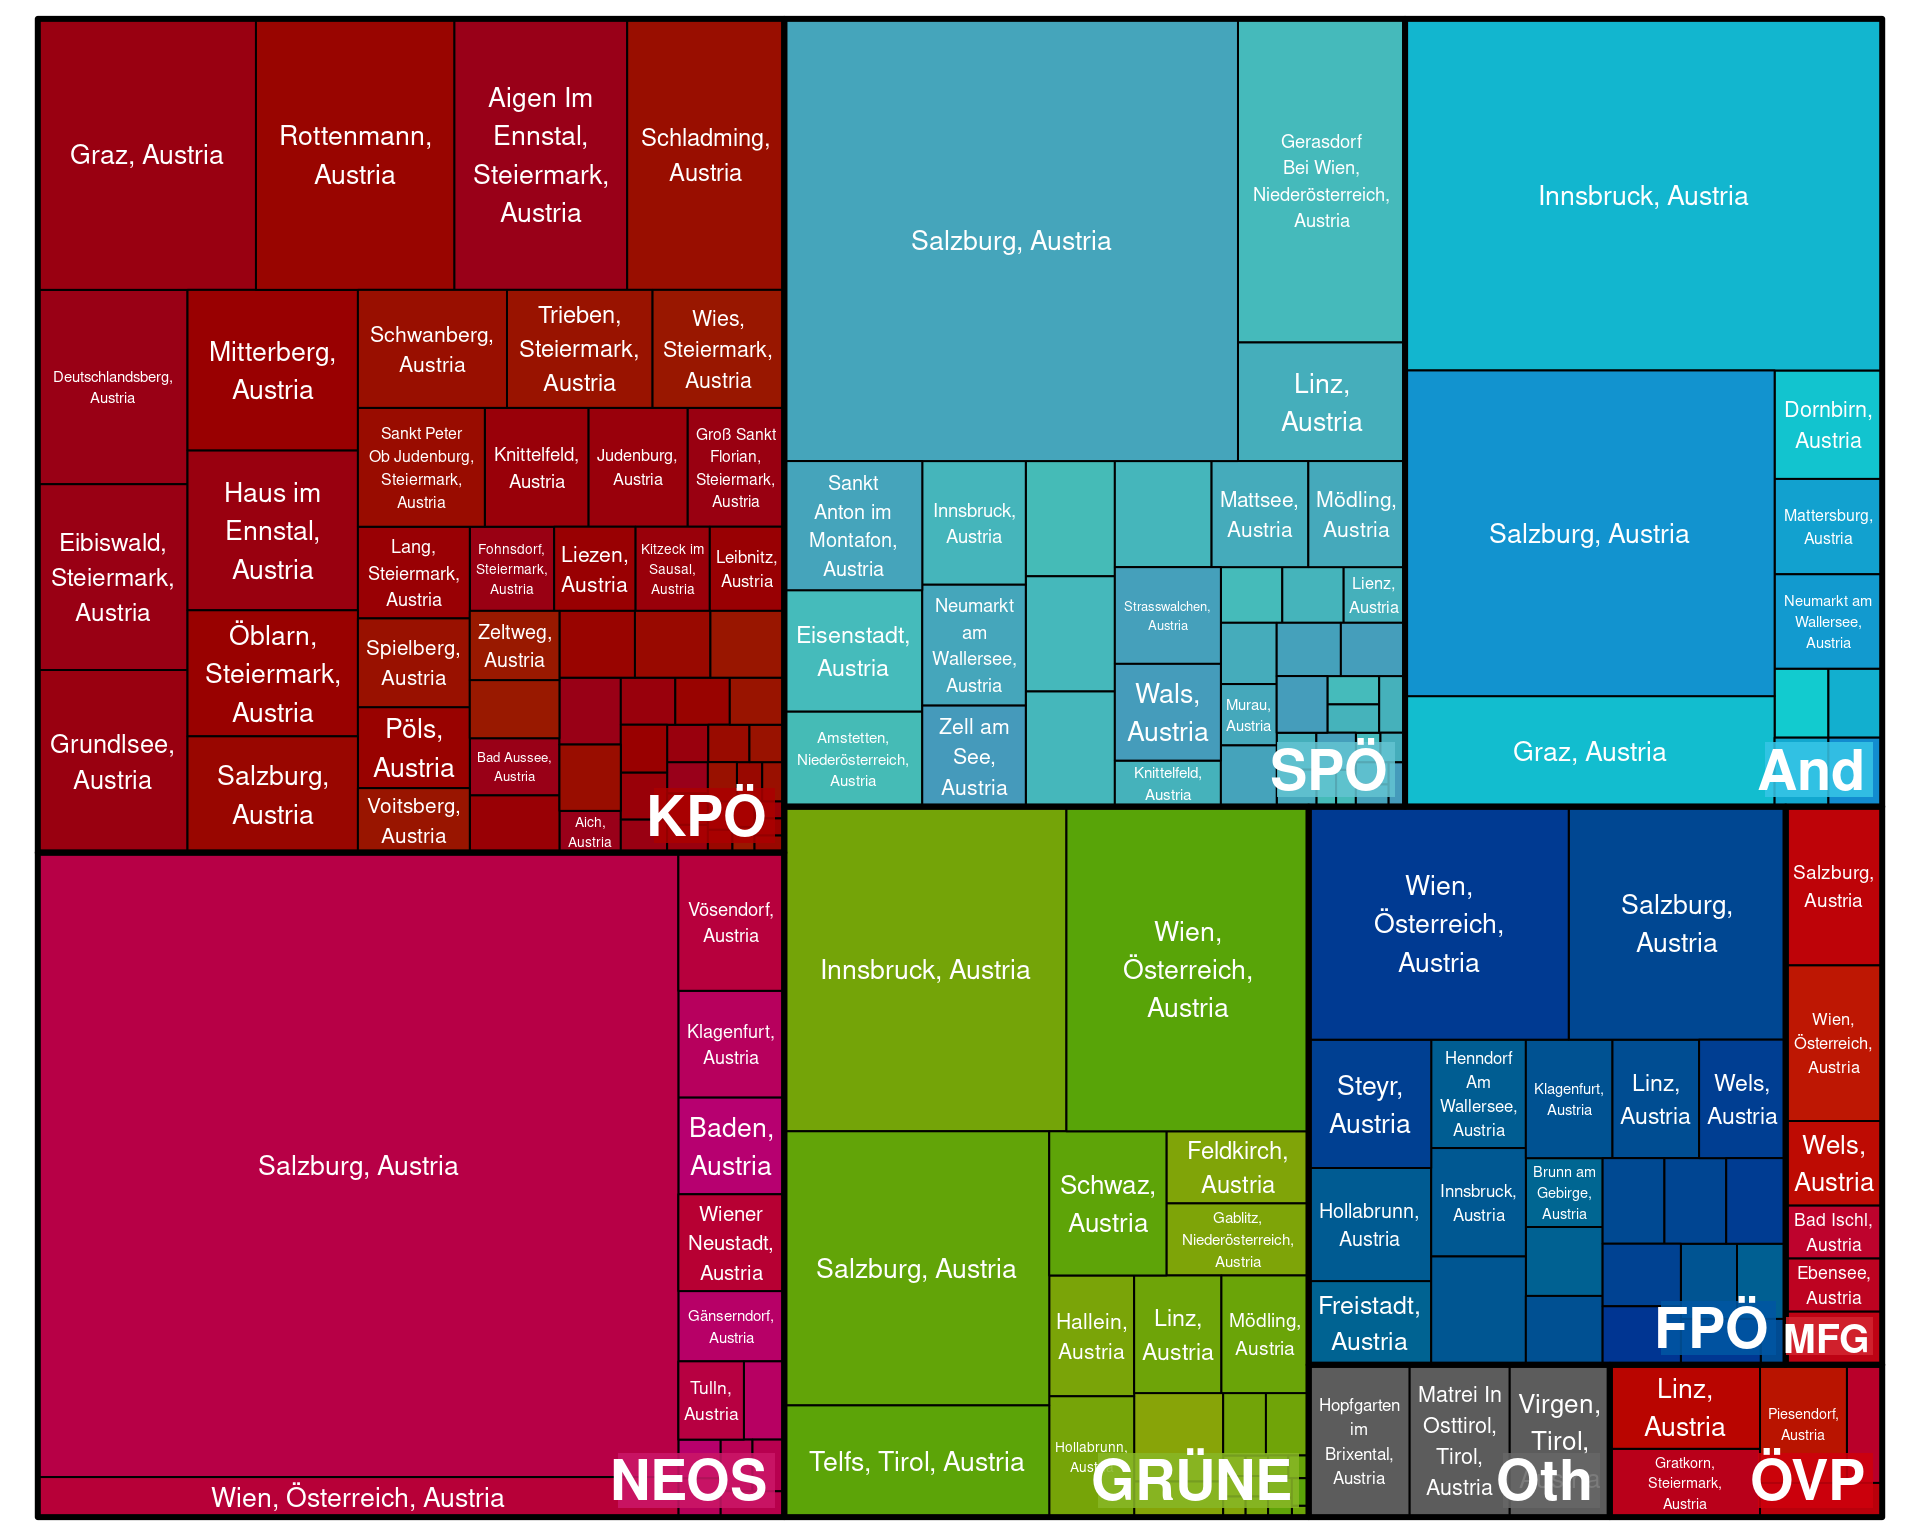 Graz, Austria
Rottenmann,
Austria
Aigen Im
Ennstal,
Steiermark,
Austria
Schladming,
Austria
Deutschlandsberg,
Austria
Mitterberg,
Austria
Schwanberg,
Austria
Trieben,
Steiermark,
Austria
Wies,
Steiermark,
Austria
Sankt Peter
Ob Judenburg,
Steiermark,
Austria
Knittelfeld,
Austria
Judenburg,
Austria
Groß Sankt
Florian,
Steiermark,
Austria
Eibiswald,
Steiermark,
Austria
Haus im
Ennstal,
Austria
Lang,
Steiermark,
Austria
Fohnsdorf,
Steiermark,
Austria
Liezen,
Austria
Kitzeck im
Sausal,
Austria
Leibnitz,
Austria
Öblarn,
Steiermark,
Austria
Spielberg,
Austria
Zeltweg,
Austria
Grundlsee,
Austria
Salzburg,
Austria
Pöls,
Austria
Bad Aussee,
Austria
Voitsberg,
Austria
Aich,
Austria
KPÖ
Salzburg, Austria
Gerasdorf
Bei Wien,
Niederösterreich,
Austria
Linz,
Austria
Sankt
Anton im
Montafon,
Austria
Innsbruck,
Austria
Mattsee,
Austria
Mödling,
Austria
Eisenstadt,
Austria
Neumarkt
am
Wallersee,
Austria
Strasswalchen,
Austria
Lienz,
Austria
Amstetten,
Niederösterreich,
Austria
Zell am
See,
Austria
Wals,
Austria
Murau,
Austria
Knittelfeld,
Austria
SPÖ
Innsbruck, Austria
Salzburg, Austria
Dornbirn,
Austria
Mattersburg,
Austria
Neumarkt am
Wallersee,
Austria
Graz, Austria
And
Salzburg, Austria
Vösendorf,
Austria
Klagenfurt,
Austria
Baden,
Austria
Wiener
Neustadt,
Austria
Gänserndorf,
Austria
Tulln,
Austria
Wien, Österreich, Austria
NEOS
Innsbruck, Austria
Wien,
Österreich,
Austria
Salzburg, Austria
Schwaz,
Austria
Feldkirch,
Austria
Gablitz,
Niederösterreich,
Austria
Hallein,
Austria
Linz,
Austria
Mödling,
Austria
Telfs, Tirol, Austria
Hollabrunn,
Austria
GRÜNE
Wien,
Österreich,
Austria
Salzburg,
Austria
Steyr,
Austria
Henndorf
Am
Wallersee,
Austria
Klagenfurt,
Austria
Linz,
Austria
Wels,
Austria
Hollabrunn,
Austria
Innsbruck,
Austria
Brunn am
Gebirge,
Austria
Freistadt,
Austria
FPÖ
Salzburg,
Austria
Wien,
Österreich,
Austria
Wels,
Austria
Bad Ischl,
Austria
Ebensee,
Austria
MFG
Hopfgarten
im
Brixental,
Austria
Matrei In
Osttirol,
Tirol,
Austria
Virgen,
Tirol,
Austria
Oth
Linz,
Austria
Piesendorf,
Austria
Gratkorn,
Steiermark,
Austria
ÖVP